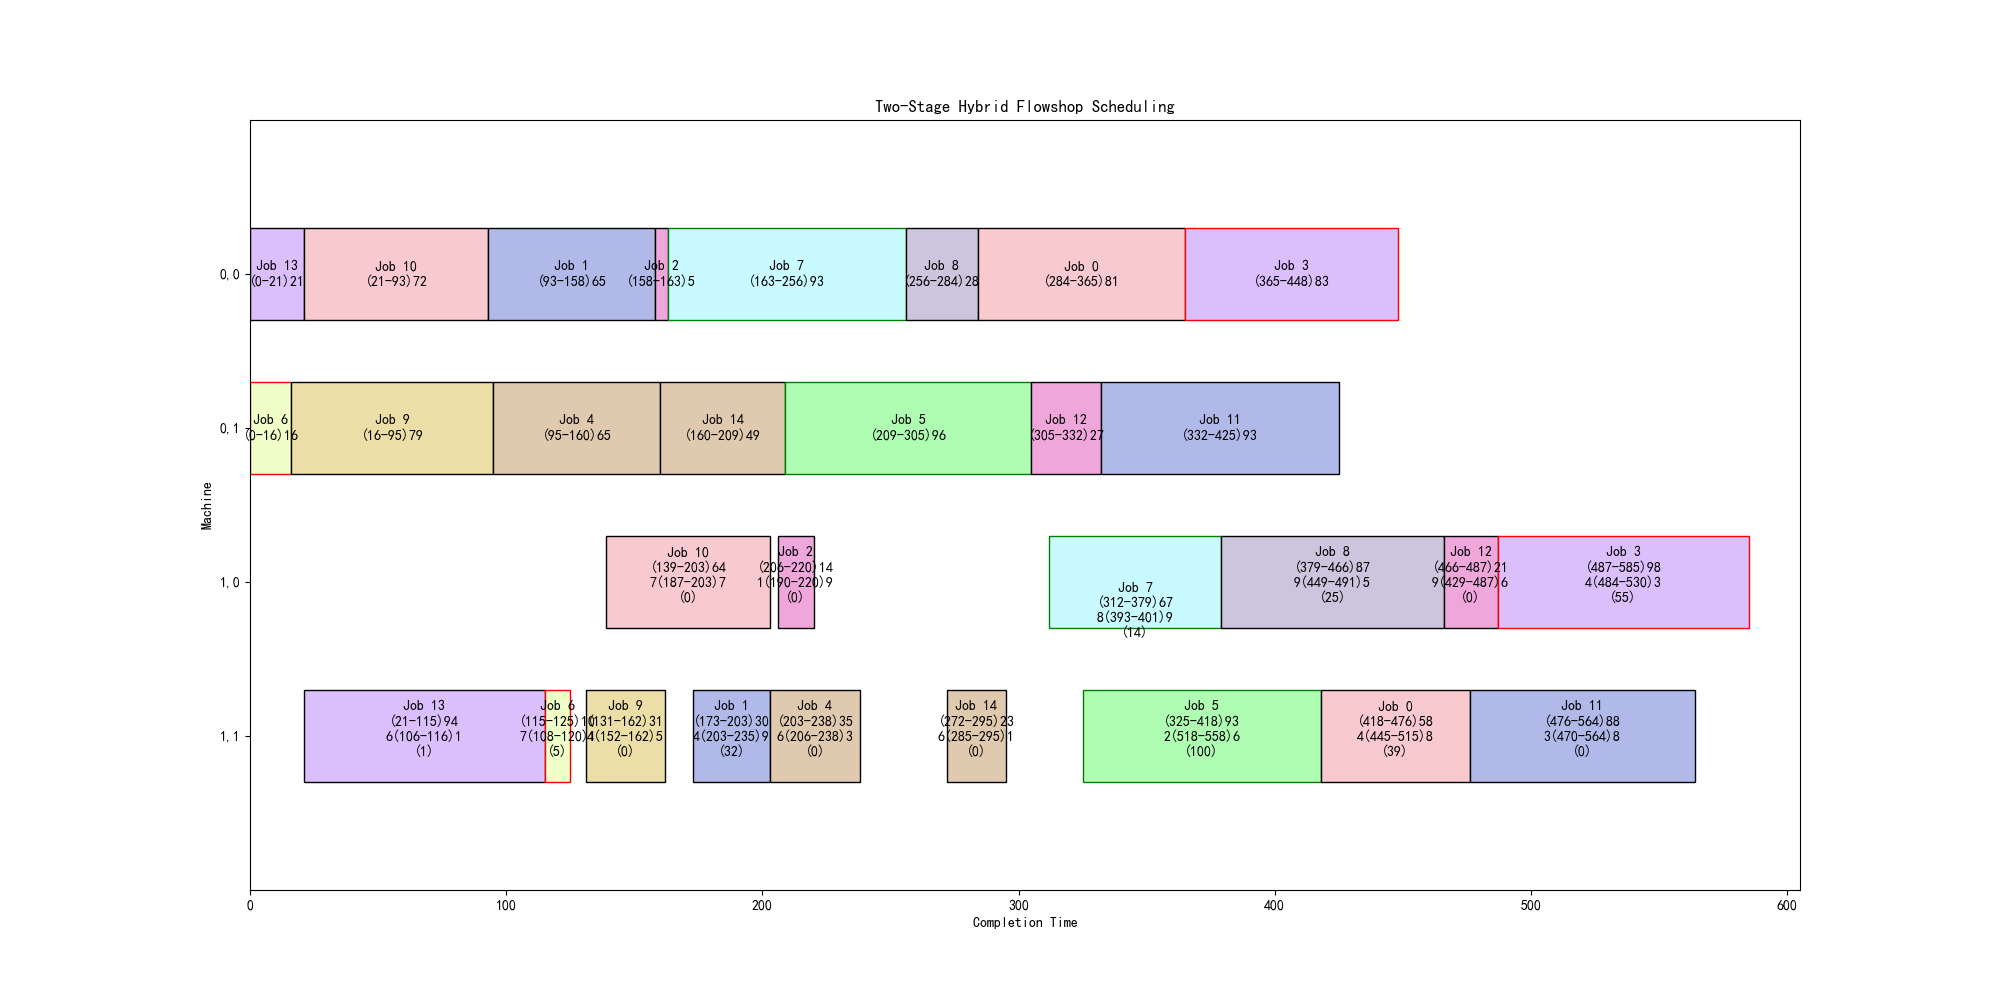 Two-Stage Hybrid Flowshop Scheduling
Machine
0,0
Job 13
(0-21)21
Job 10
(21-93)72
Job 1
(93-158)65
Job 2
(158-163)5
Job 7
(163-256)93
Job 8
(256-284)28
Job 0
(284-365)81
Job 3
(365-448)83
0,1
Job 6
(0-16)16
Job 9
(16-95)79
Job 4
(95-160)65
Job 14
(160-209)49
Job 5
(209-305)96
Job 12
(305-332)27
Job 11
(332-425)93
1,0
Job 10
(139-203)64
7(187-203)7
(0)
Job 2
(206-220)14
1(190-220)9
(0)
Job 7
(312-379)67
8(393-401)9
(14)
Job 8
(379-466)87
9(449-491)5
(25)
Job 12
(466-487)21
9(429-487)6
(0)
Job 3
(487-585)98
4(484-530)3
(55)
1,1
Job 13
(21-115)94
6(106-116)1
(1)
Job 6
(115-125)10
7(108-120)4
(5)
Job 9
(131-162)31
(152-162)5
(0)
Job 1
(173-203)30
4(203-235)9
(32)
Job 4
(203-238)35
6(206-238)3
(0)
Job 14
(272-295)23
6(285-295)1
(0)
Job 5
(325-418)93
2(518-558)6
(100)
Job 0
(418-476)58
4(445-515)8
(39)
Job 11
(476-564)88
3(470-564)8
(0)
0 100 200 300 400 500 600
Completion Time